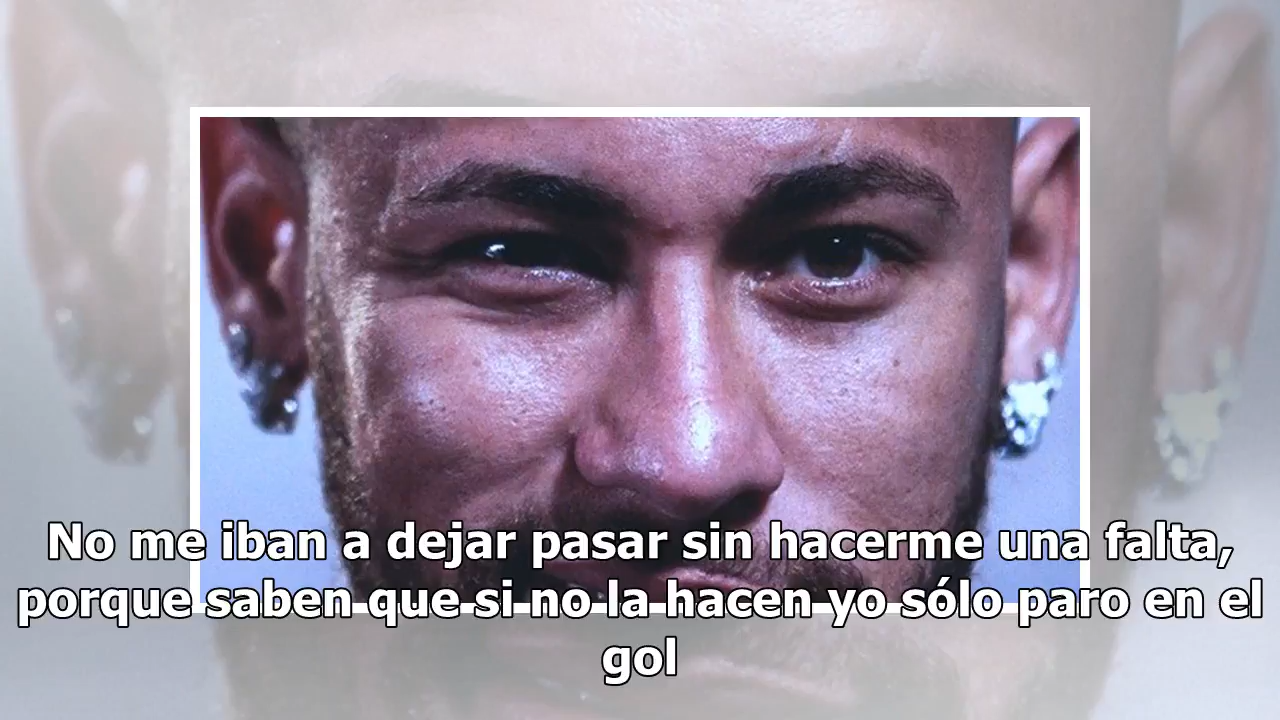 No me iban a dejar pasar sin hacerme una falta,
porque saben que si no la hacen yo sólo paro en el
gol